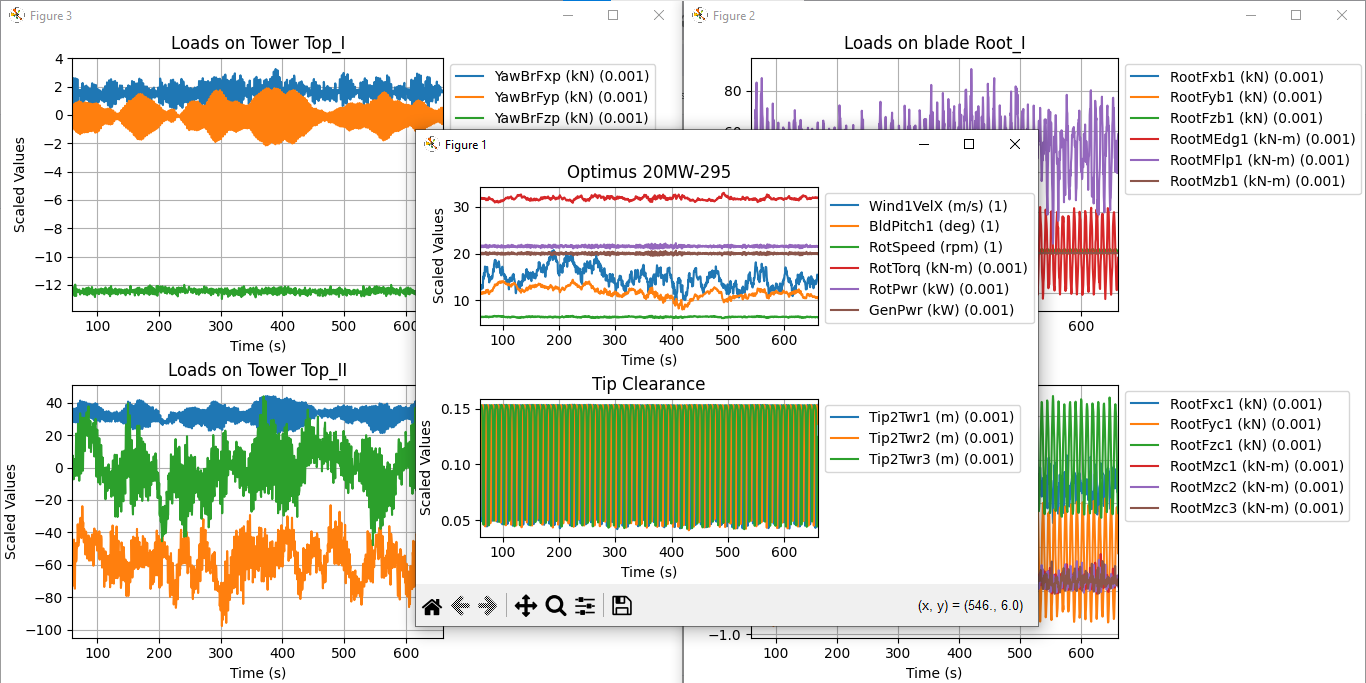 Figure 3
Loads on Tower Top_I
4
2
0
−2
−4
−6
−8
−10
−12
Scaled Values
100
200
300
400
500
600
Time (s)
YawBrFxp (kN) (0.001)
YawBrFyp (kN) (0.001)
YawBrFzp (kN) (0.001)
Loads on Tower Top_II
40
20
0
−20
−40
−60
−80
−100
Scaled Values
100
200
300
400
500
600
Time (s)
Figure 2
Loads on blade Root_I
80
600
RootFxb1 (kN) (0.001)
RootFyb1 (kN) (0.001)
RootFzb1 (kN) (0.001)
RootMEdg1 (kN-m) (0.001)
RootMFlp1 (kN-m) (0.001)
RootMzb1 (kN-m) (0.001)
RootFxc1 (kN) (0.001)
RootFyc1 (kN) (0.001)
RootFzc1 (kN) (0.001)
RootMzc1 (kN-m) (0.001)
RootMzc2 (kN-m) (0.001)
RootMzc3 (kN-m) (0.001)
−1.0
100
200
300
400
500
600
Time (s)
Figure 1
Optimus 20MW-295
30
20
10
Scaled Values
100
200
300
400
500
600
Time (s)
Wind1VelX (m/s) (1)
BldPitch1 (deg) (1)
RotSpeed (rpm) (1)
RotTorq (kN-m) (0.001)
RotPwr (kW) (0.001)
GenPwr (kW) (0.001)
Tip Clearance
0.15
0.10
0.05
Scaled Values
100
200
300
400
500
600
Time (s)
Tip2Twr1 (m) (0.001)
Tip2Twr2 (m) (0.001)
Tip2Twr3 (m) (0.001)
(x, y) = (546., 6.0)